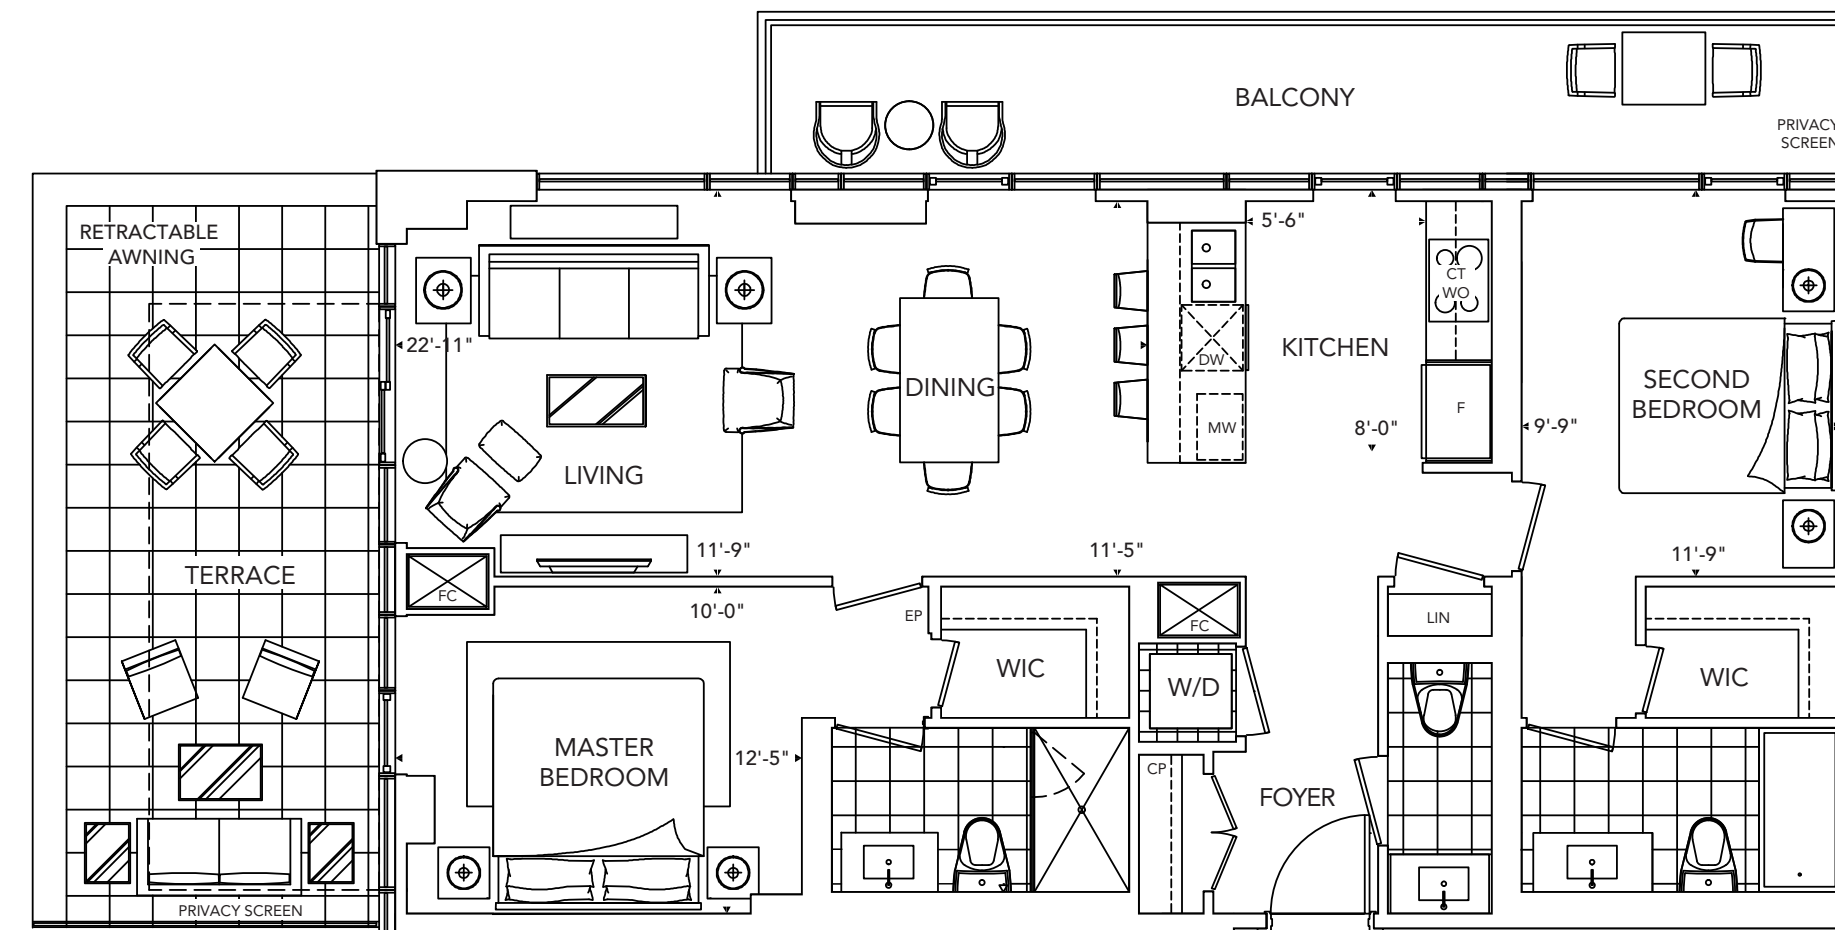 BALCONY
PRIVACY
SCREEN
RETRACTABLE
AWNING
5'-6"
CT
WO
22'-11"
DW
KITCHEN
DINING
SECOND
BEDROOM
F
MW
8'-0"
9'-9"
LIVING
11'-9"
11'-5"
11'-9"
TERRACE
FC
10'-0"
EP
FC
LIN
WIC
W/D
WIC
MASTER
BEDROOM
12'-5"
CP
FOYER
PRIVACY SCREEN